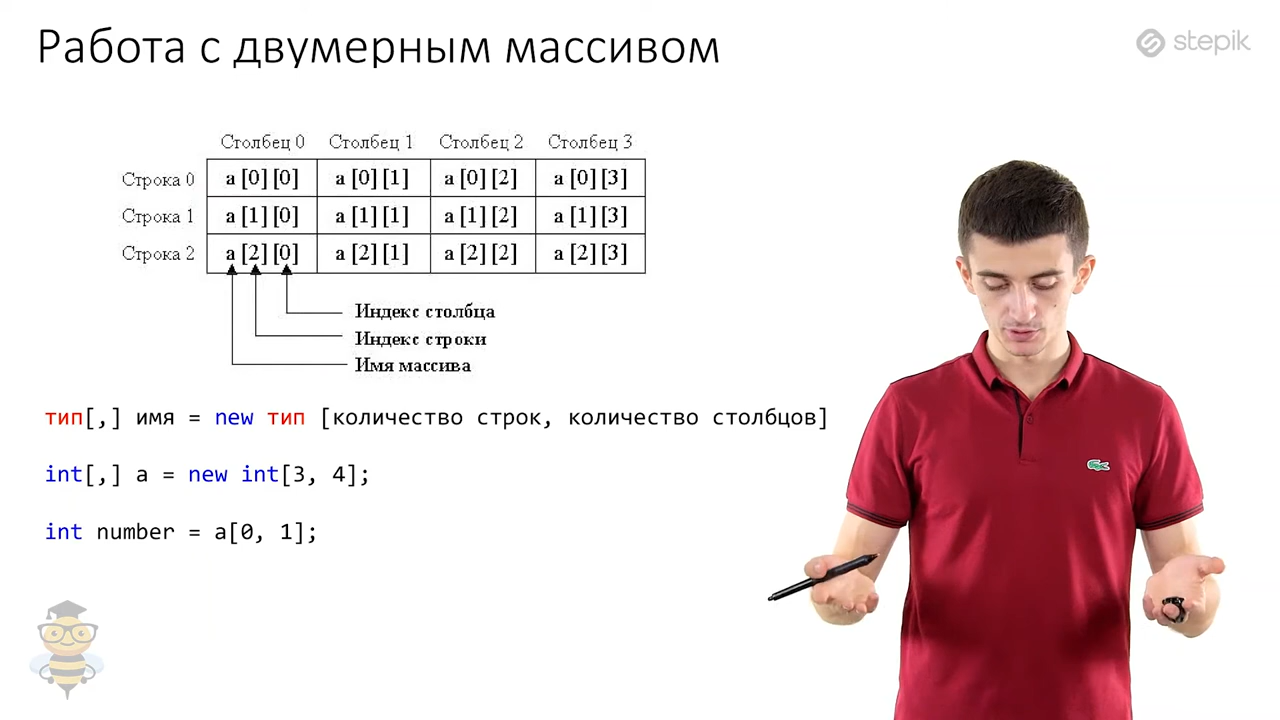 Работа с двумерным массивом
stepik
Столбец 0 Столбец 1 Столбец 2 Столбец 3
Строка 0 a [0] [0] a [0] [1] a [0] [2] a [0] [3]
Строка 1 a [1] [0] a [1] [1] a [1] [2] a [1] [3]
Строка 2 a [2] [0] a [2] [1] a [2] [2] a [2] [3]
Индекс столбца
Индекс строки
Имя массива
тип[,] имя = new тип [количество строк, количество столбцов]
int[,] a = new int[3, 4];
int number = a[0, 1];